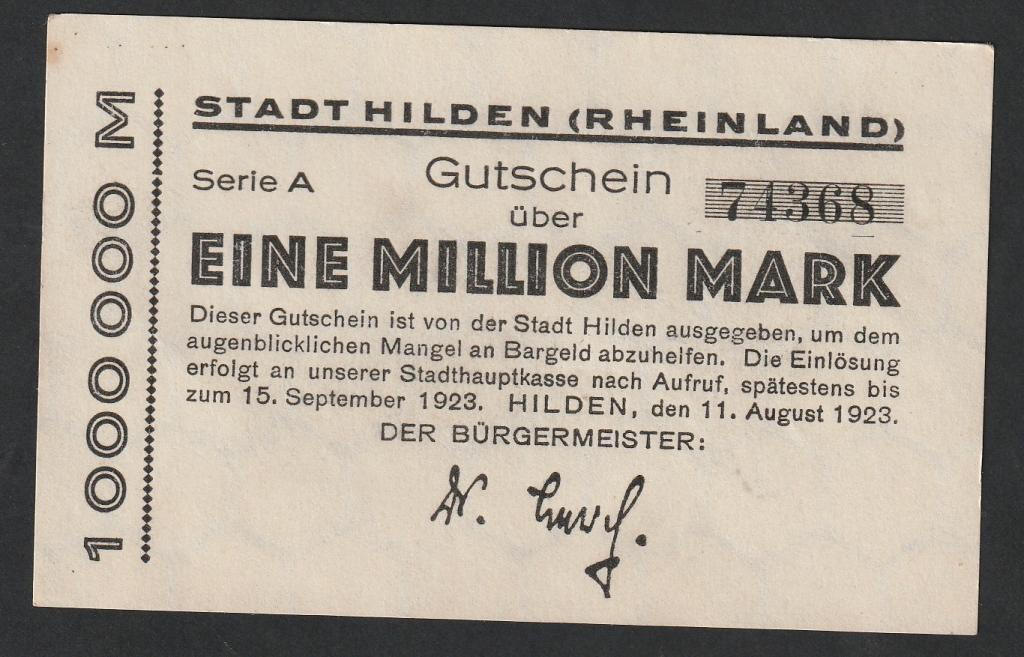 1 000 000 M
STADT HILDEN (RHEINLAND)
Serie A
Gutschein
74368
über
EINE MILLION MARK
Dieser Gutschein ist von der Stadt Hilden ausgegeben, um dem
augenblicklichen Mangel an Bargeld abzuhelfen. Die Einlösung
erfolgt an unserer Stadthauptkasse nach Aufruf, spätestens bis
zum 15. September 1923. HILDEN, den 11. August 1923.
DER BÜRGERMEISTER:
Dr.